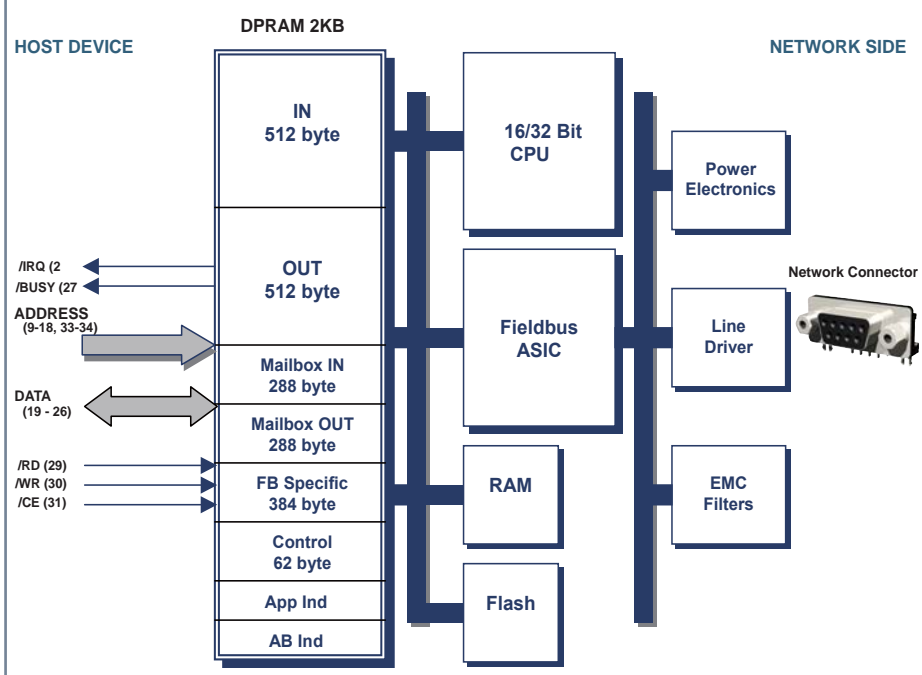 DPRAM 2KB
HOST DEVICE
NETWORK SIDE
IN
512 byte
16/32 Bit
CPU
Power
Electronics
OUT
512 byte
/IRQ (2
/BUSY (27
ADDRESS
(9-18, 33-34)
Fieldbus
ASIC
Line
Driver
Network Connector
Mailbox IN
288 byte
DATA
(19 - 26)
Mailbox OUT
288 byte
/RD (29)
/WR (30)
/CE (31)
FB Specific
384 byte
RAM
EMC
Filters
Control
62 byte
App Ind
Flash
AB Ind